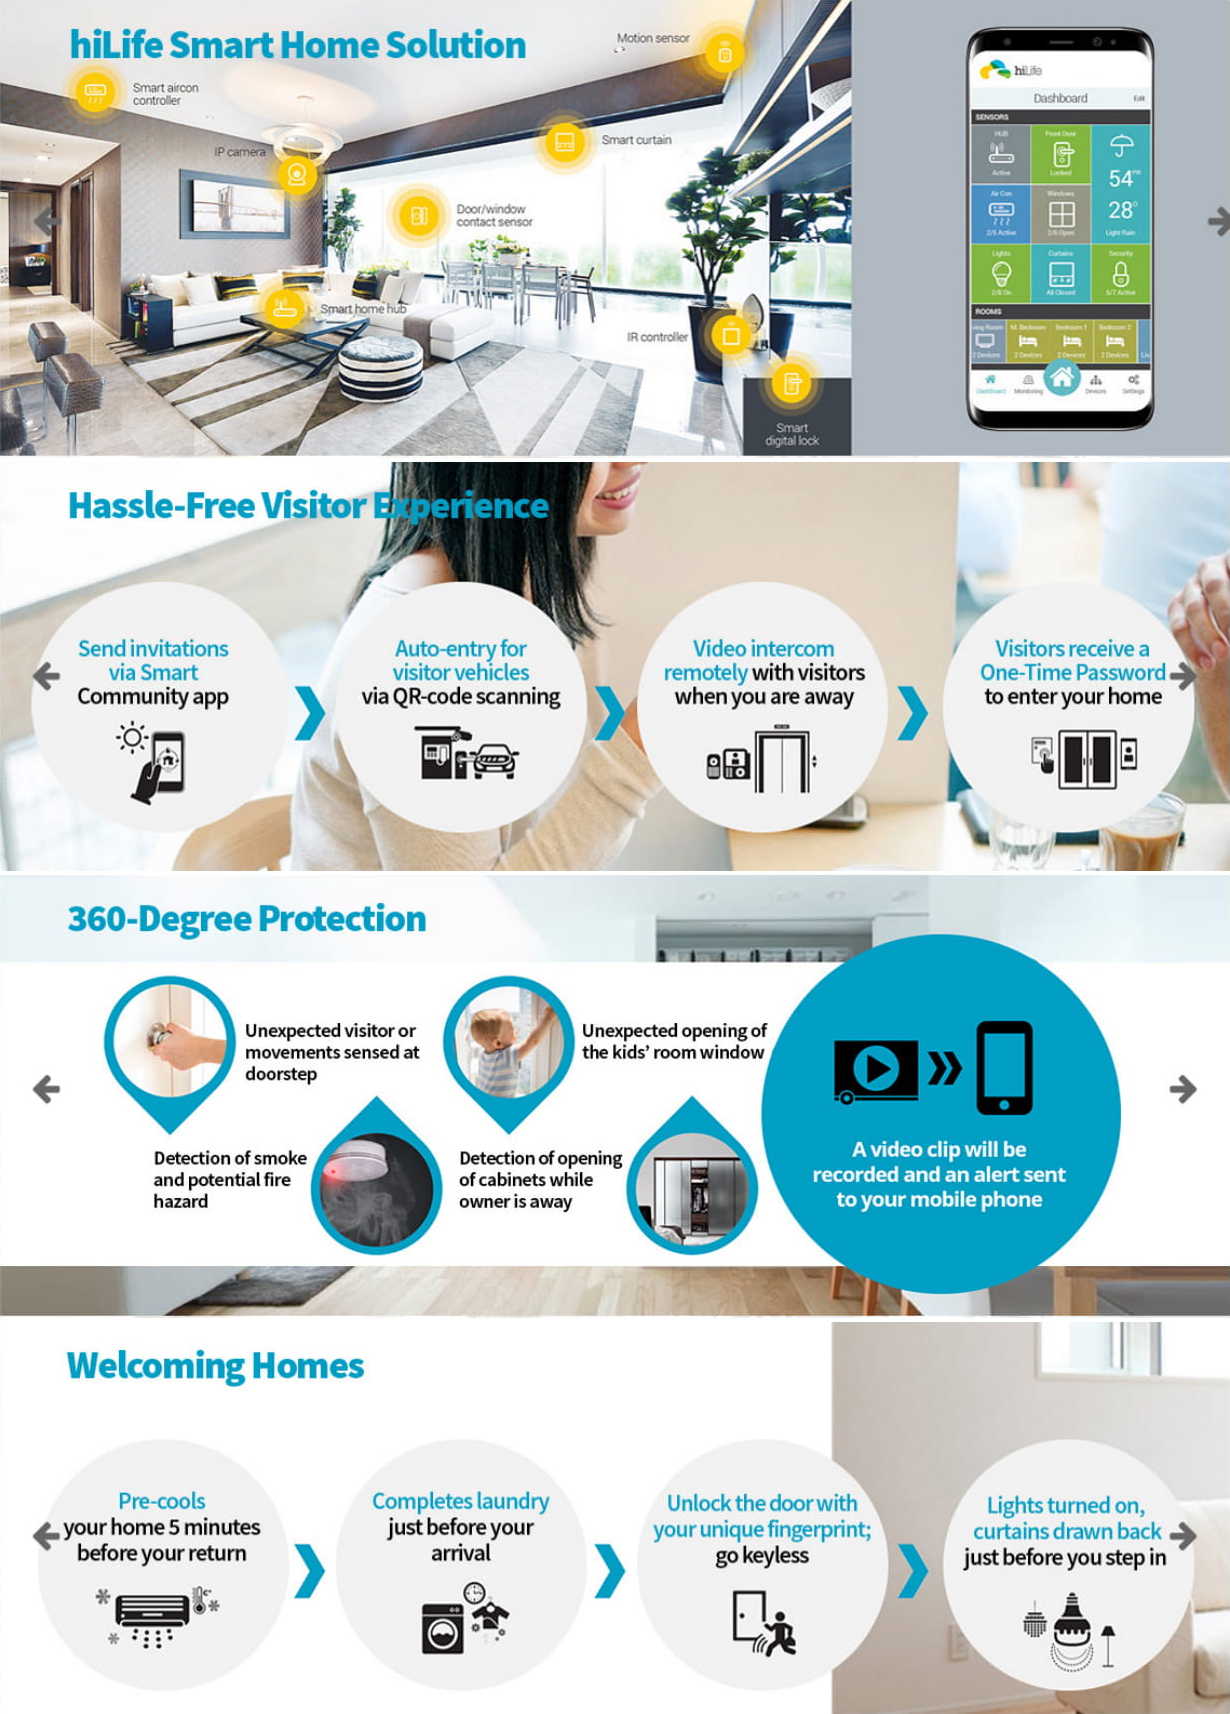 hiLife Smart Home Solution
Motion sensor
Smart aircon
controller
Smart curtain
IP camera
Door/window
contact sensor
Smart home hub
IR controller
Smart
digital lock
hiLife
Dashboard
Edit
SENSORS
HUB
Active
Front Door
Locked
54
28°
Light Rain
Air Con
2/5 Active
Windows
2/6 Open
Lights
2/8 On
Curtains
All Closed
Security
5/7 Active
ROOMS
M. Bedroom
2 Devices
Bedroom 1
2 Devices
Bedroom 2
2 Devices
2 Devices
Dashboard
Monitoring
Devices
Settings
Hassle-Free Visitor Experience
Send invitations
via Smart
Community app
Auto-entry for
visitor vehicles
via QR-code scanning
Video intercom
remotely with visitors
when you are away
Visitors receive a
One-Time Password
to enter your home
360-Degree Protection
Unexpected visitor or
movements sensed at
doorstep
Unexpected opening of
the kids' room window
Detection of smoke
and potential fire
hazard
Detection of opening
of cabinets while
owner is away
A video clip will be
recorded and an alert sent
to your mobile phone
Welcoming Homes
Pre-cools
your home 5 minutes
before your return
Completes laundry
just before your
arrival
Unlock the door with
your unique fingerprint;
go keyless
Lights turned on,
curtains drawn back
just before you step in